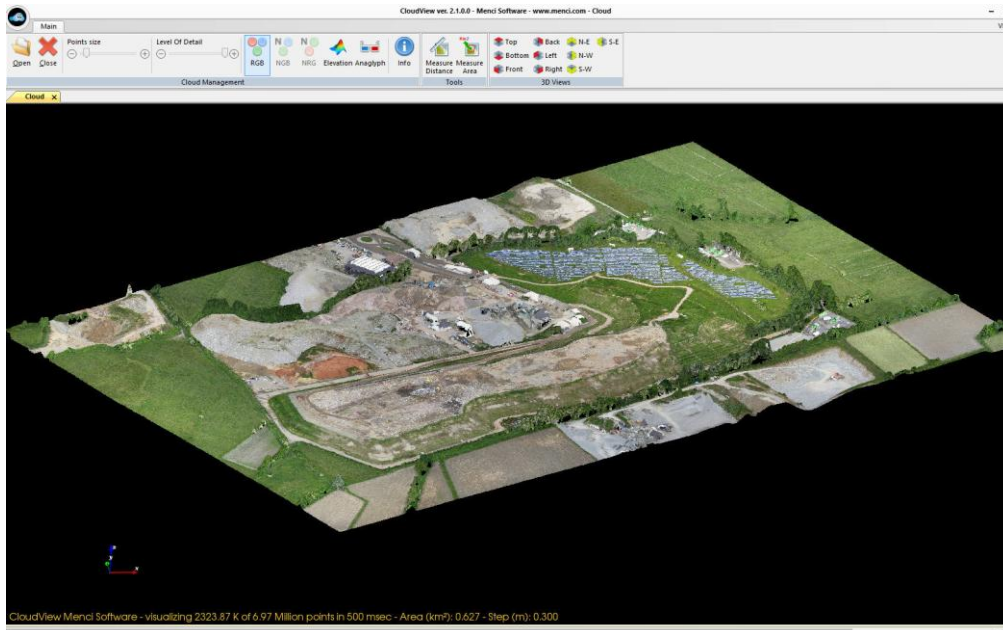 CloudView ver. 2.1.0.0 - Menci Software - www.menci.com - Cloud
Main
Open
Close
Points size
Level Of Detail
RGB
N
NGB
N
NRG
Elevation
Anaglyph
Info
Measure Distance
Measure Area
Top
Bottom
Front
Back
Left
Right
N-E
N-W
S-W
S-E
Cloud Management
Tools
3D Views
Cloud x
CloudView Menci Software - visualizing 2323.87 K of 6.97 Million points in 500 msec - Area (km²): 0.627 - Step (m): 0.300